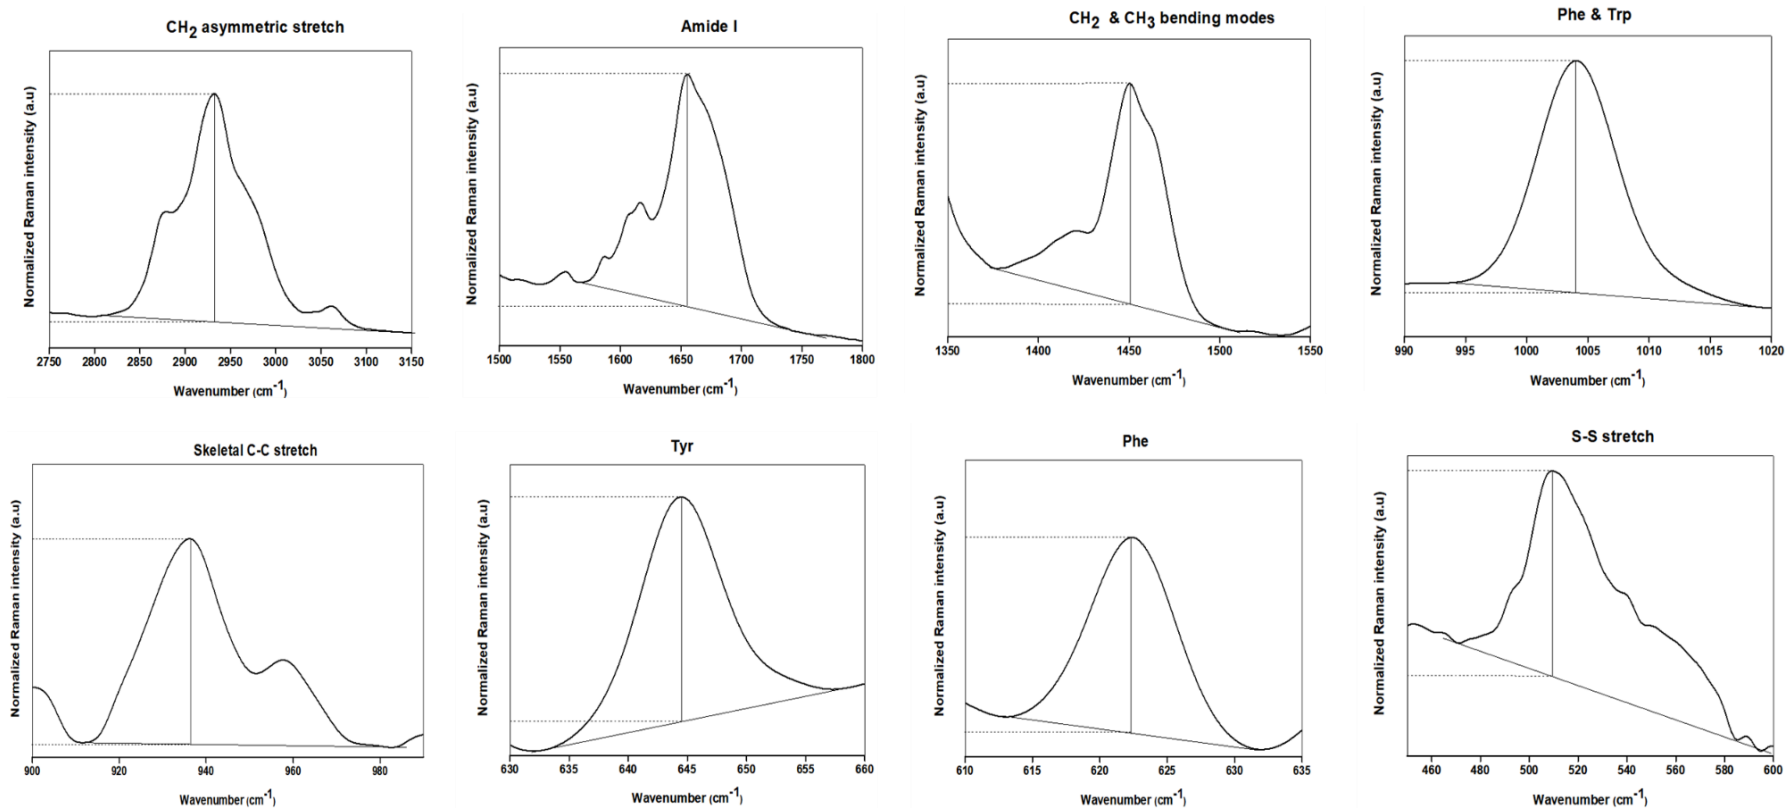 CH2 asymmetric stretch
Normalized Raman intensity (a.u)
2750 2800 2850 2900 2950 3000 3050 3100 3150
Wavenumber (cm-1)
Amide I
Normalized Raman intensity (a.u)
1500 1550 1600 1650 1700 1750 1800
Wavenumber (cm-1)
CH2 & CH3 bending modes
Normalized Raman intensity (a.u)
1350 1400 1450 1500 1550
Wavenumber (cm-1)
Phe & Trp
Normalized Raman intensity (a.u)
990 995 1000 1005 1010 1015 1020
Wavenumber (cm-1)
Skeletal C-C stretch
Normalized Raman intensity (a.u)
900 920 940 960 980
Wavenumber (cm-1)
Tyr
Normalized Raman intensity (a.u)
630 635 640 645 650 655 660
Wavenumber (cm-1)
Phe
Normalized Raman intensity (a.u)
610 615 620 625 630 635
Wavenumber (cm-1)
S-S stretch
Normalized Raman intensity (a.u)
460 480 500 520 540 560 580 600
Wavenumber (cm-1)